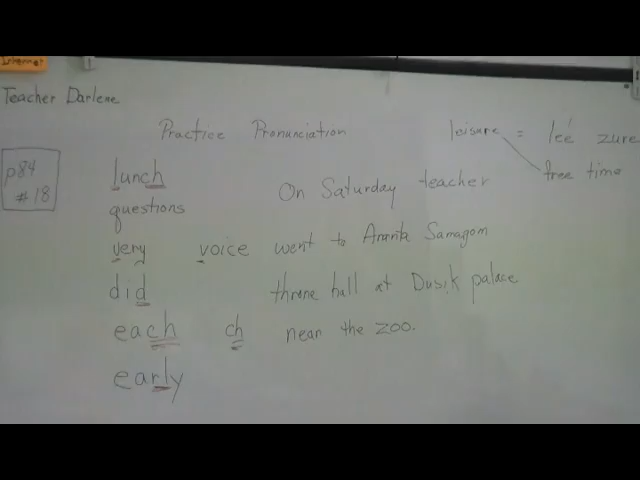 Internet
Teacher Darlene
Practice Pronunciation
leisure = lee' zure
free time
p84
#18
lunch
questions
very voice
did
each ch
early
On Saturday teacher
went to Ananta Samagom
throne hall at Dusik palace
near the zoo.